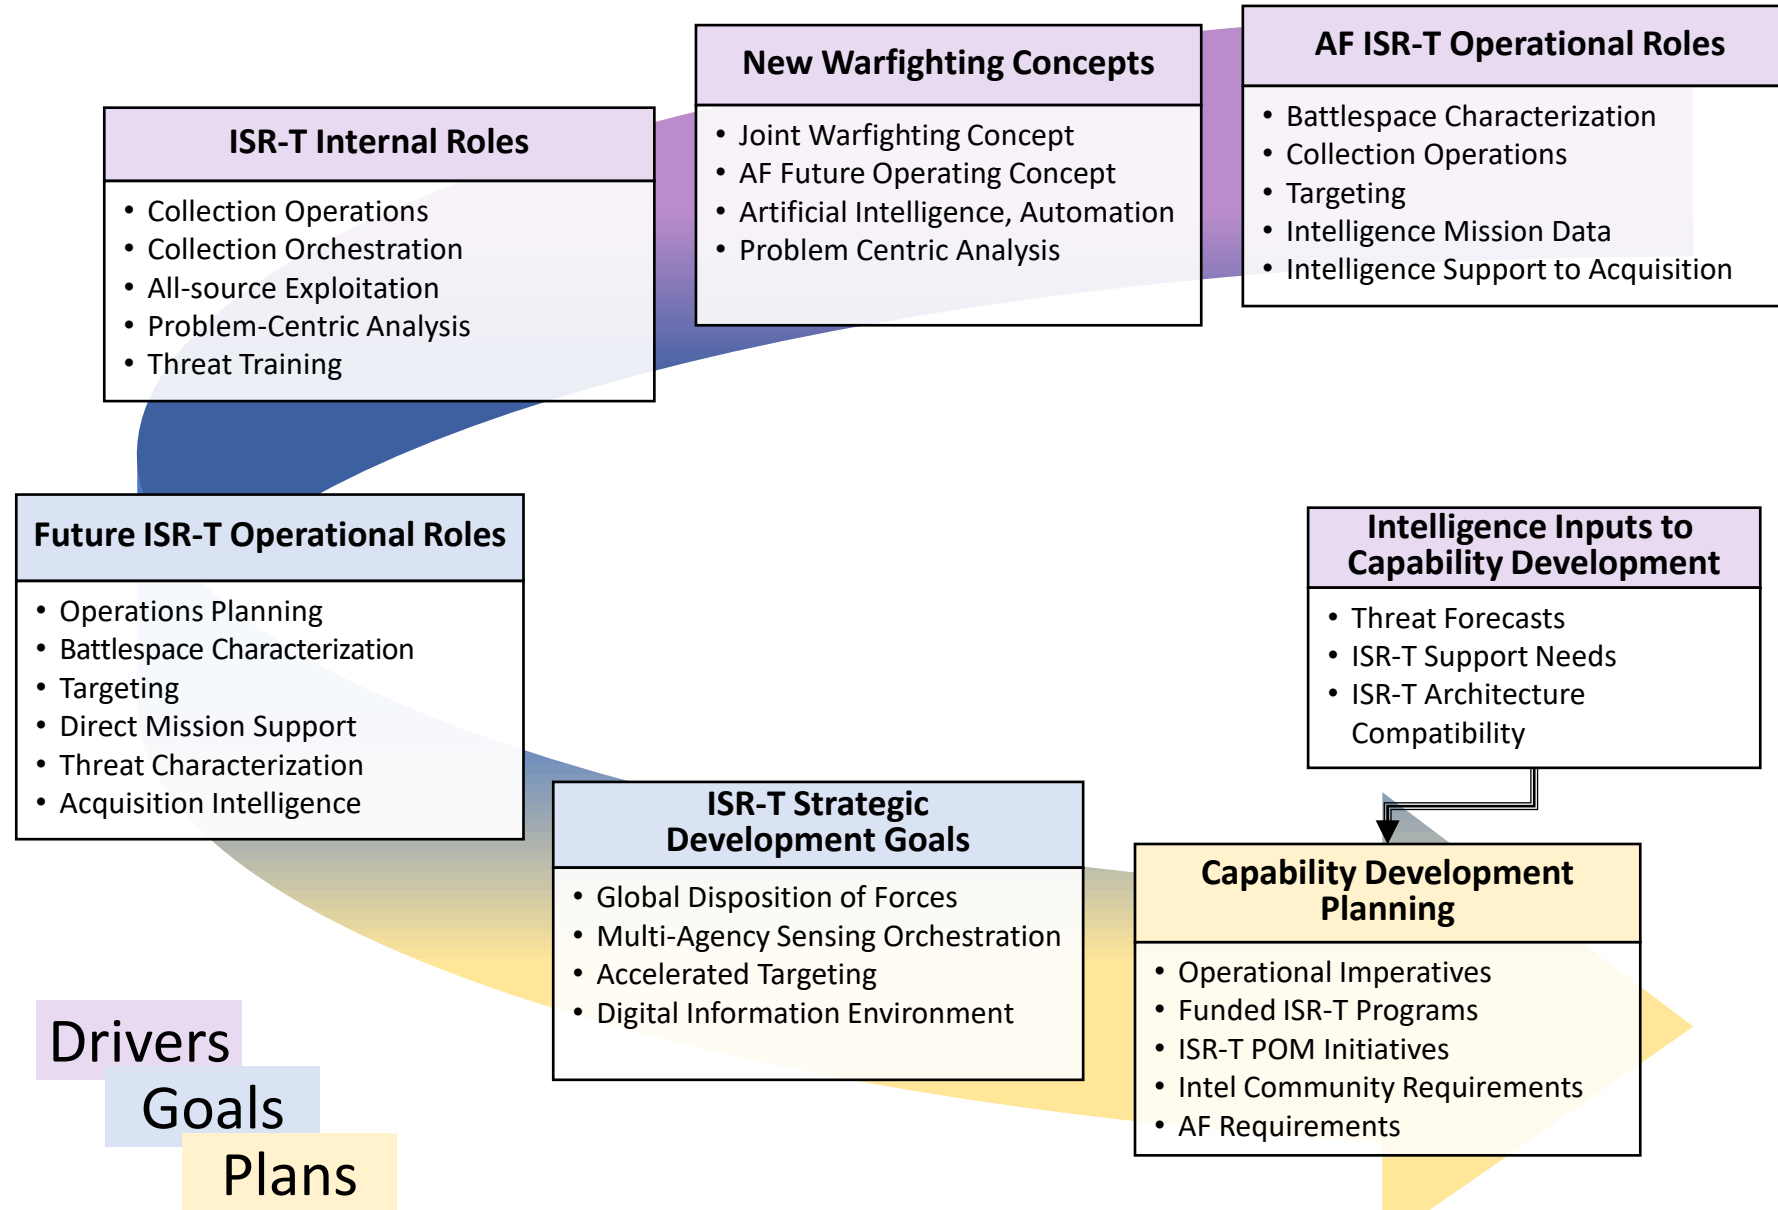 AF ISR-T Operational Roles
• Battlespace Characterization
• Collection Operations
• Targeting
• Intelligence Mission Data
• Intelligence Support to Acquisition
New Warfighting Concepts
• Joint Warfighting Concept
• AF Future Operating Concept
• Artificial Intelligence, Automation
• Problem Centric Analysis
ISR-T Internal Roles
• Collection Operations
• Collection Orchestration
• All-source Exploitation
• Problem-Centric Analysis
• Threat Training
Future ISR-T Operational Roles
• Operations Planning
• Battlespace Characterization
• Targeting
• Direct Mission Support
• Threat Characterization
• Acquisition Intelligence
ISR-T Strategic
Development Goals
• Global Disposition of Forces
• Multi-Agency Sensing Orchestration
• Accelerated Targeting
• Digital Information Environment
Intelligence Inputs to
Capability Development
• Threat Forecasts
• ISR-T Support Needs
• ISR-T Architecture
Compatibility
Capability Development
Planning
• Operational Imperatives
• Funded ISR-T Programs
• ISR-T POM Initiatives
• Intel Community Requirements
• AF Requirements
Drivers
Goals
Plans